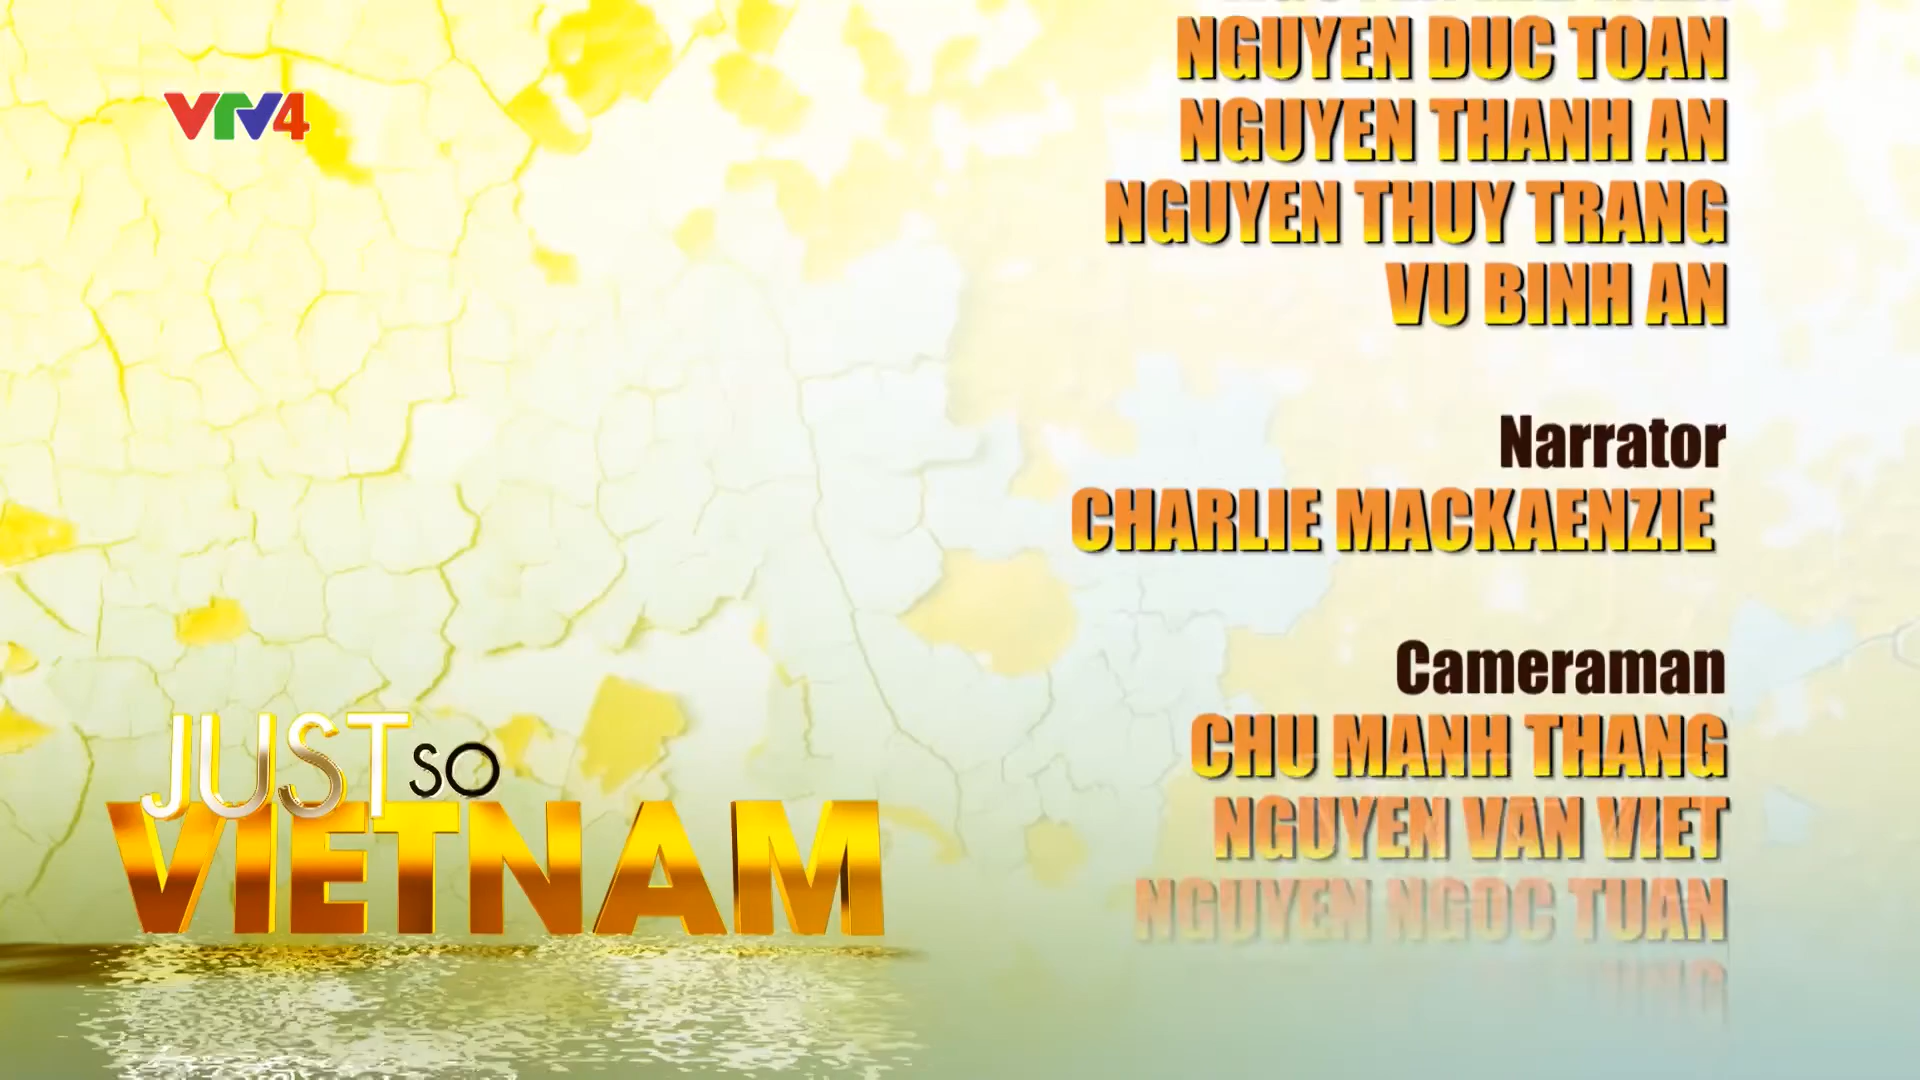 VTV4
NGUYEN DUC TOAN
NGUYEN THANH AN
NGUYEN THUY TRANG
VU BINH AN
Narrator
CHARLIE MACKAENZIE
Cameraman
CHU MANH THANG
NGUYEN VAN VIET
NGUYEN NGOC TUAN
JUST SO
VIETNAM